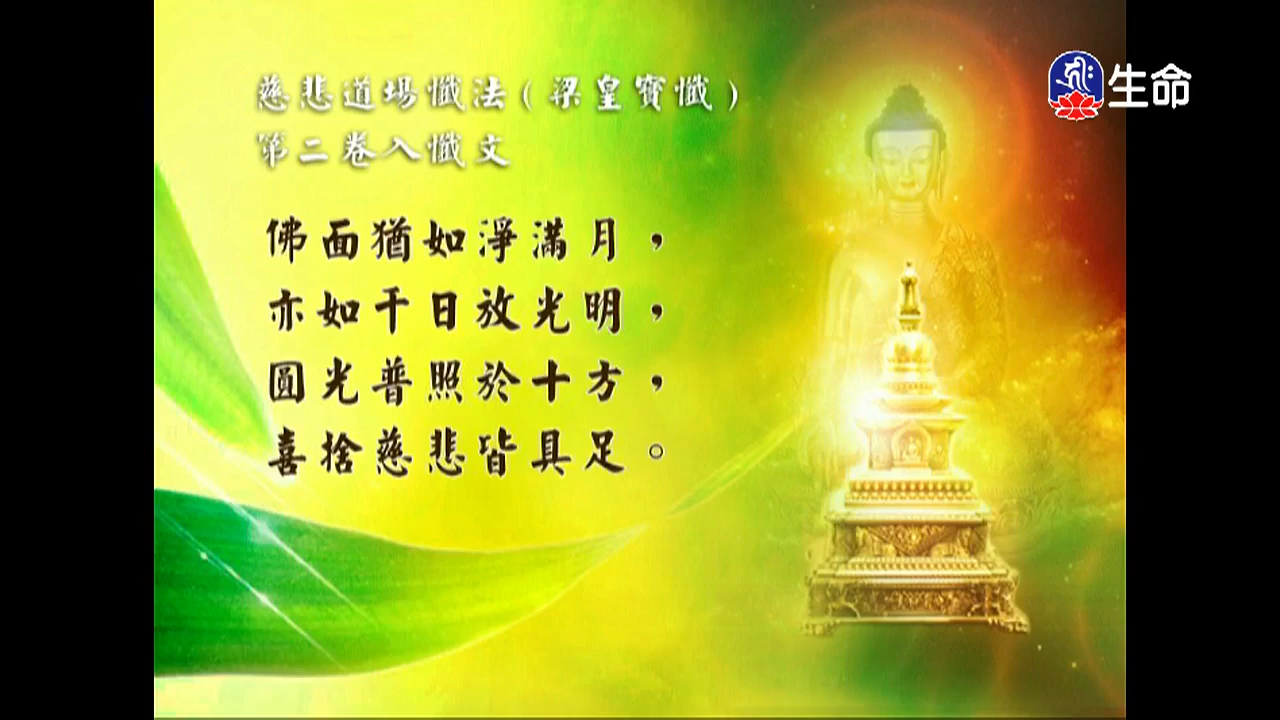 慈悲道場懺法(梁皇寶懺)
第二卷入懺文
生命
佛面猶如淨滿月，
亦如千日放光明，
圓光普照於十方，
喜捨慈悲皆具足。